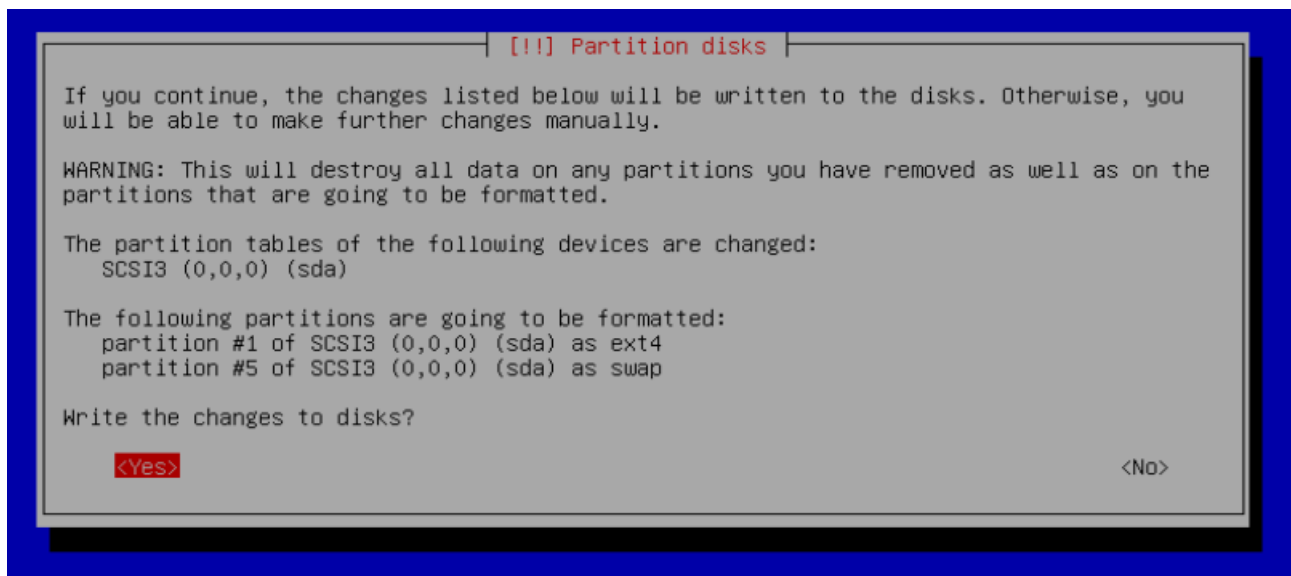 [!!] Partition disks
If you continue, the changes listed below will be written to the disks. Otherwise, you
will be able to make further changes manually.
WARNING: This will destroy all data on any partitions you have removed as well as on the
partitions that are going to be formatted.
The partition tables of the following devices are changed:
SCSI3 (0,0,0) (sda)
The following partitions are going to be formatted:
partition #1 of SCSI3 (0,0,0) (sda) as ext4
partition #5 of SCSI3 (0,0,0) (sda) as swap
Write the changes to disks?
<Yes> <No>